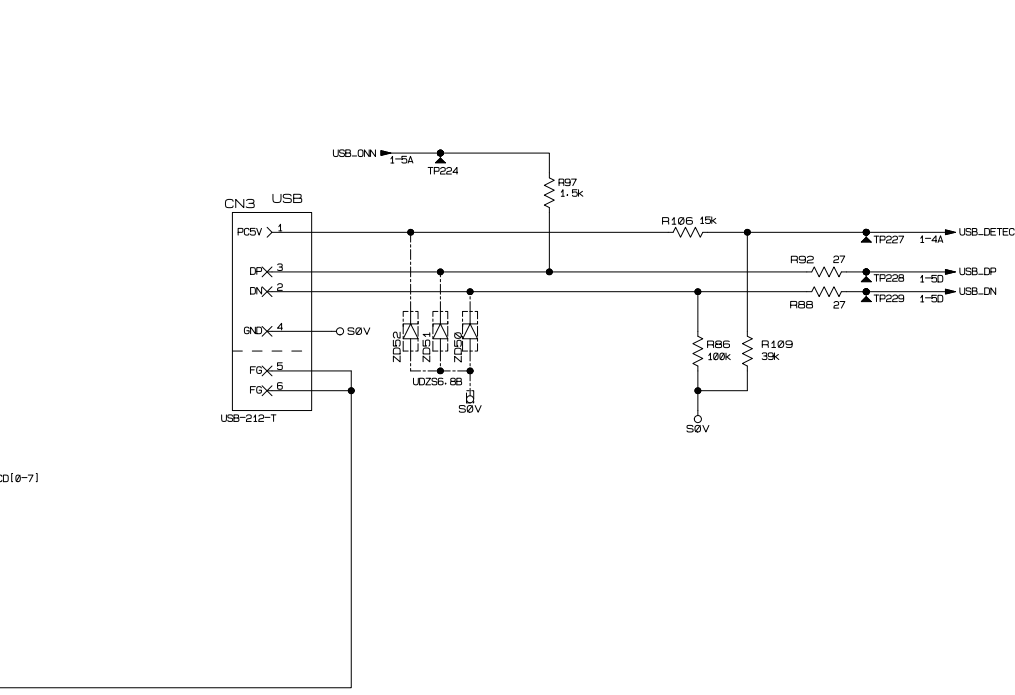 USB_ONN
1-5A
TP224
R97
1.5k
CN3 USB
PC5V 1
R106 15k
TP227 1-4A
USB_DETEC
DP 3
R92 27
TP228 1-5D
USB_DP
DN 2
R88 27
TP229 1-5D
USB_DN
GND 4
S0V
ZD52
ZD51
ZD50
R86
100k
R109
39k
FG 5
FG 6
UDZS6.8B
S0V
S0V
USB-212-T
CD[0-7]